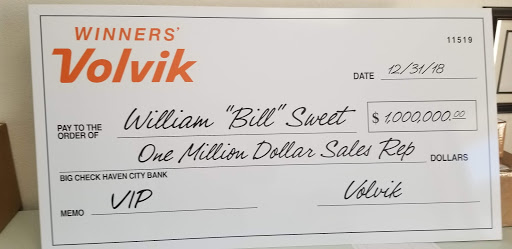 WINNERS'
Volvik
11519
DATE 12/31/18
PAY TO THE ORDER OF William "Bill" Sweet $ 1,000,000.00
One Million Dollar Sales Rep DOLLARS
BIG CHECK HAVEN CITY BANK
MEMO VIP Volvik